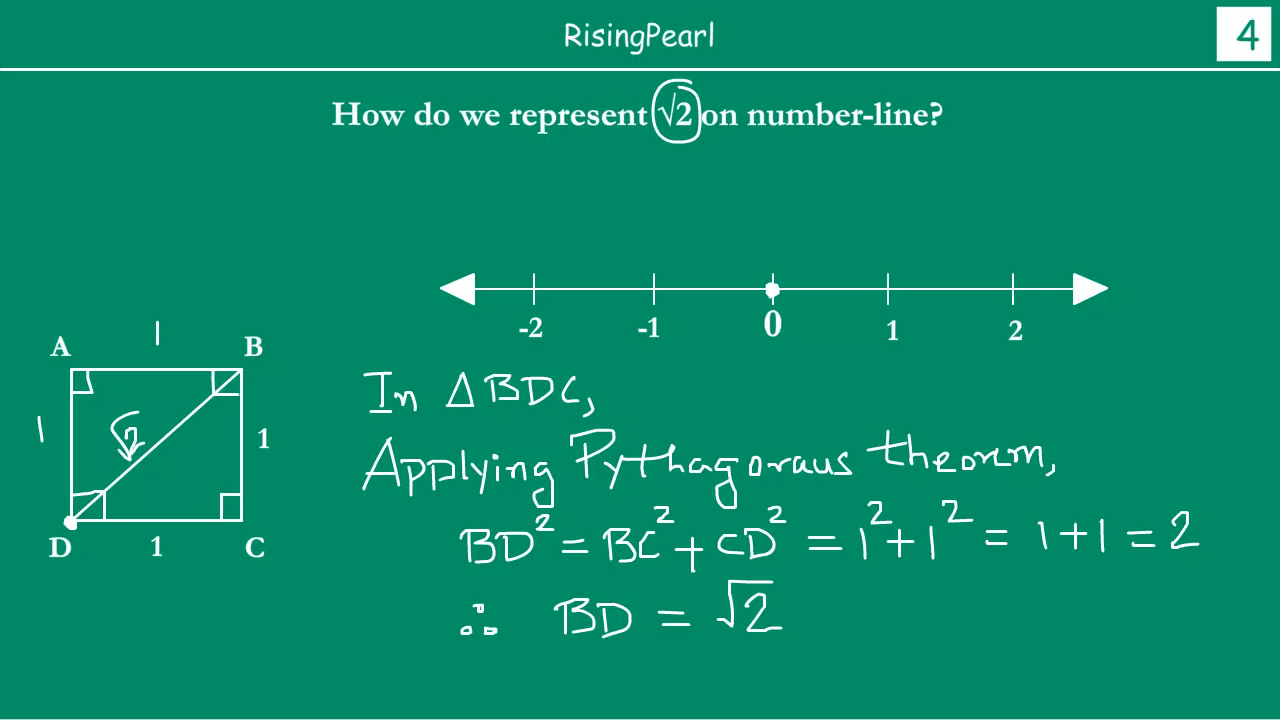 RisingPearl
4
How do we represent √2 on number-line?
-2 -1 0 1 2
A 1 B
1 √2 1
D 1 C
In ΔBDC,
Applying Pythagoraus theorem,
BD² = BC² + CD² = 1² + 1² = 1 + 1 = 2
∴ BD = √2